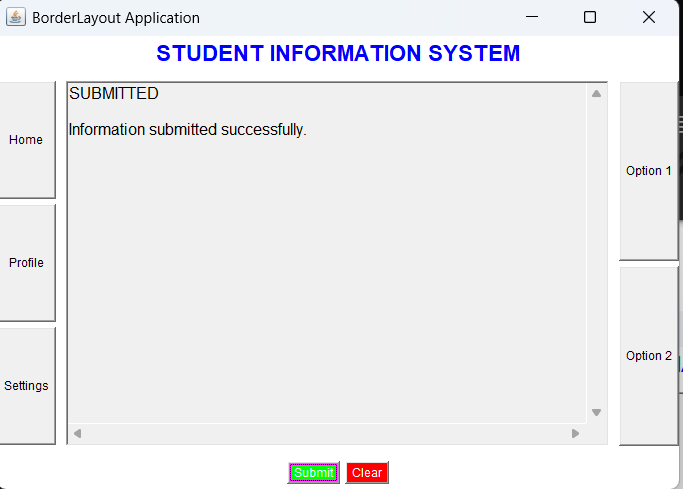 BorderLayout Application
STUDENT INFORMATION SYSTEM
Home
Profile
Settings
SUBMITTED
Information submitted successfully.
Option 1
Option 2
Submit
Clear